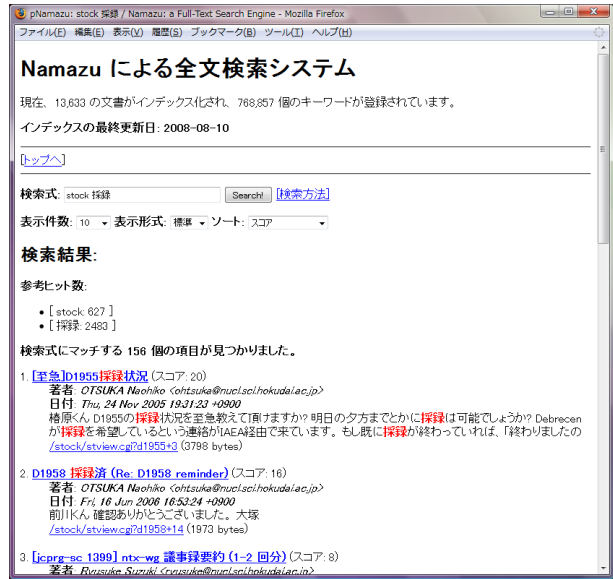 pNamazu: stock 採録 / Namazu: a Full-Text Search Engine - Mozilla Firefox
ファイル(F) 編集(E) 表示(V) 履歴(S) ブックマーク(B) ツール(T) ヘルプ(H)
Namazu による全文検索システム
現在、13,633 の文書がインデックス化され、768,857 個のキーワードが登録されています。
インデックスの最終更新日: 2008-08-10
[トップへ]
検索式: stock 採録 Search! [検索方法]
表示件数: 10 表示形式: 標準 ソート: スコア
検索結果:
参考ヒット数:
• [ stock: 627 ]
• [ 採録: 2483 ]
検索式にマッチする 156 個の項目が見つかりました。
1. [至急]D1955採録状況 (スコア: 20)
著者: OTSUKA Naohiko <ohtsuka@nucl.sci.hokudai.ac.jp>
日付: Thu, 24 Nov 2005 19:31:23 +0900
椿原くん D1955の採録状況を至急教えて頂けますか? 明日の夕方までとかに採録は可能でしょうか? Debrecen
が採録を希望しているという連絡がIAEA経由で来ています。もし既に採録が終わっていれば、「終わりましたの
/stock/stview.cgi?d1955+3 (3798 bytes)
2. D1958 採録済 (Re: D1958 reminder) (スコア: 16)
著者: OTSUKA Naohiko <ohtsuka@nucl.sci.hokudai.ac.jp>
日付: Fri, 16 Jun 2006 16:53:24 +0900
前川くん 確認ありがとうございました。大塚
/stock/stview.cgi?d1958+14 (1973 bytes)
3. [jcprg-sc 1399] ntx-wg 議事録要約 (1-2 回分) (スコア: 8)
著者: Ryusuke Suzuki <ryusuke@nucl.sci.hokudai.ac.jp>